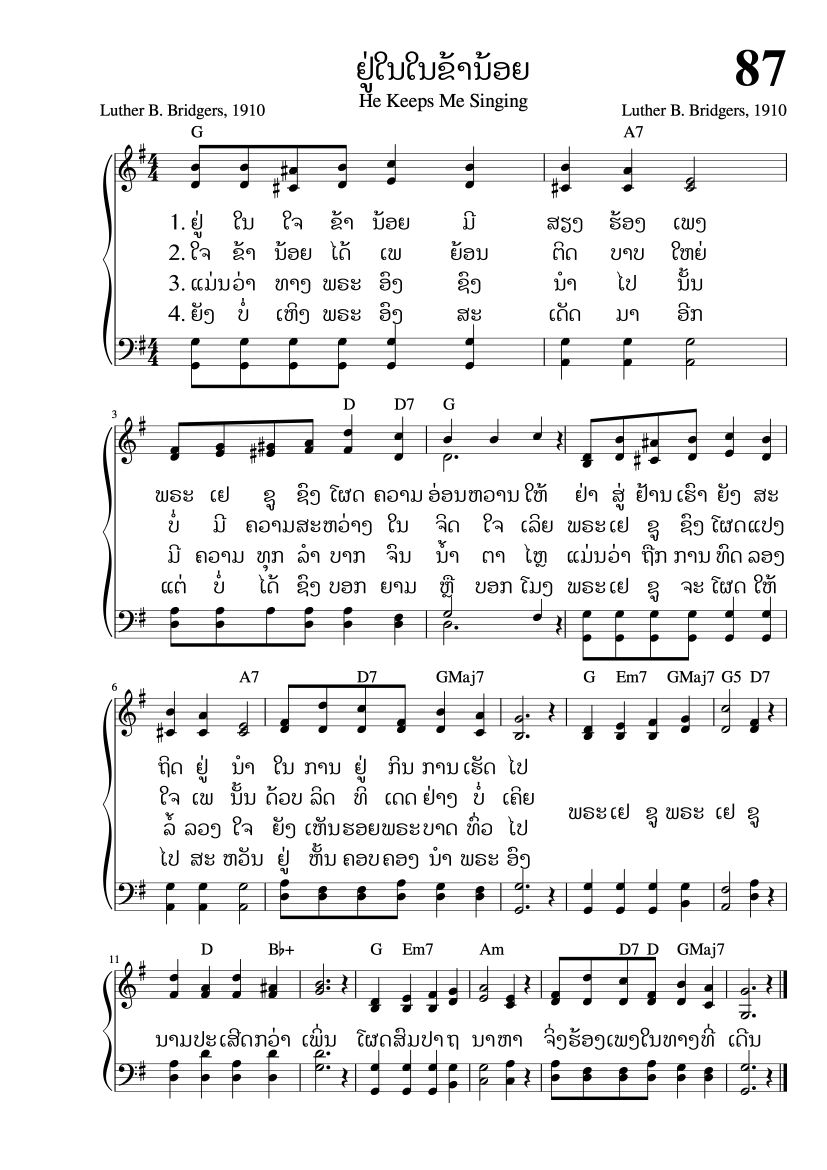 ຢູ່ໃນໃນຂ້ານ້ອຍ
87
He Keeps Me Singing
Luther B. Bridgers, 1910
Luther B. Bridgers, 1910
G A7
1. ຢູ່ ໃນ ໃຈ ຂ້າ ນ້ອຍ ມີ ສຽງ ຮ້ອງ ເພງ
2. ໃຈ ຂ້າ ນ້ອຍ ໄດ້ ເພ ຍ້ອນ ຕິດ ບາບ ໃຫຍ່
3. ແມ່ນວ່າ ທາງ ພຣະ ອົງ ຊົງ ນຳ ໄປ ນັ້ນ
4. ຍັງ ບໍ່ ເຫິງ ພຣະ ອົງ ສະ ເດັດ ມາ ອີກ
3 D D7 G
ພຣະ ເຢ ຊູ ຊົງ ໂຜດ ຄວາມ ອ່ອນຫວານ ໃຫ້ ຢ່າ ສູ່ ຢ້ານ ເຮົາ ຍັງ ສະ
ບໍ່ ມີ ຄວາມສະຫວ່າງ ໃນ ຈິດ ໃຈ ເລີຍ ພຣະເຢ ຊູ ຊົງ ໂຜດແປງ
ມີ ຄວາມ ທຸກ ລຳ ບາກ ຈົນ ນ້ຳ ຕາ ໄຫຼ ແມ່ນວ່າ ຖືກ ການ ທົດ ລອງ
ແຕ່ ບໍ່ ໄດ້ ຊົງ ບອກ ຍາມ ຫຼື ບອກ ໂມງ ພຣະເຢ ຊູ ຈະ ໂຜດ ໃຫ້
6 A7 D7 GMaj7 G Em7 GMaj7 G5 D7
ຖິດ ຢູ່ ນຳ ໃນ ການ ຢູ່ ກິນ ການ ເຮັດ ໄປ
ໃຈ ເພ ນັ້ນ ດ້ວບ ລິດ ທິ ເດດ ຢ່າງ ບໍ່ ເຄີຍ
ພຣະເຢ ຊູ ພຣະ ເຢ ຊູ
ລໍ້ ລວງ ໃຈ ຍັງ ເຫັນຮອຍພຣະບາດ ທົ່ວ ໄປ
ໄປ ສະ ຫວັນ ຢູ່ ຫັ້ນ ຄອບຄອງ ນຳ ພຣະ ອົງ
11 D B♭+ G Em7 Am D7 D GMaj7
ນາມປະເສີດກວ່າ ເພິ່ນ ໂຜດສົມປາຖ ນາຫາ ຈຶ່ງຮ້ອງເພງໃນທາງທີ່ ເດີນ